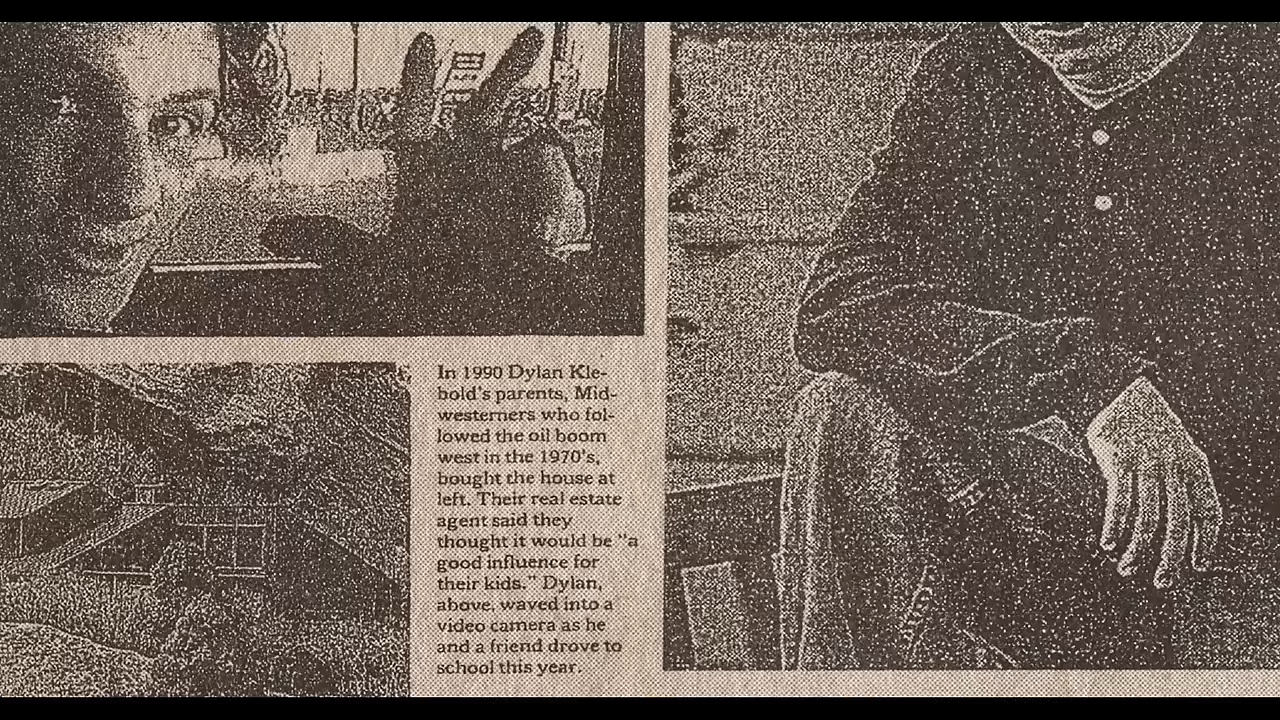 In 1990 Dylan Kle-
bold's parents, Mid-
westerners who fol-
lowed the oil boom
west in the 1970's,
bought the house at
left. Their real estate
agent said they
thought it would be "a
good influence for
their kids." Dylan,
above, waved into a
video camera as he
and a friend drove to
school this year.